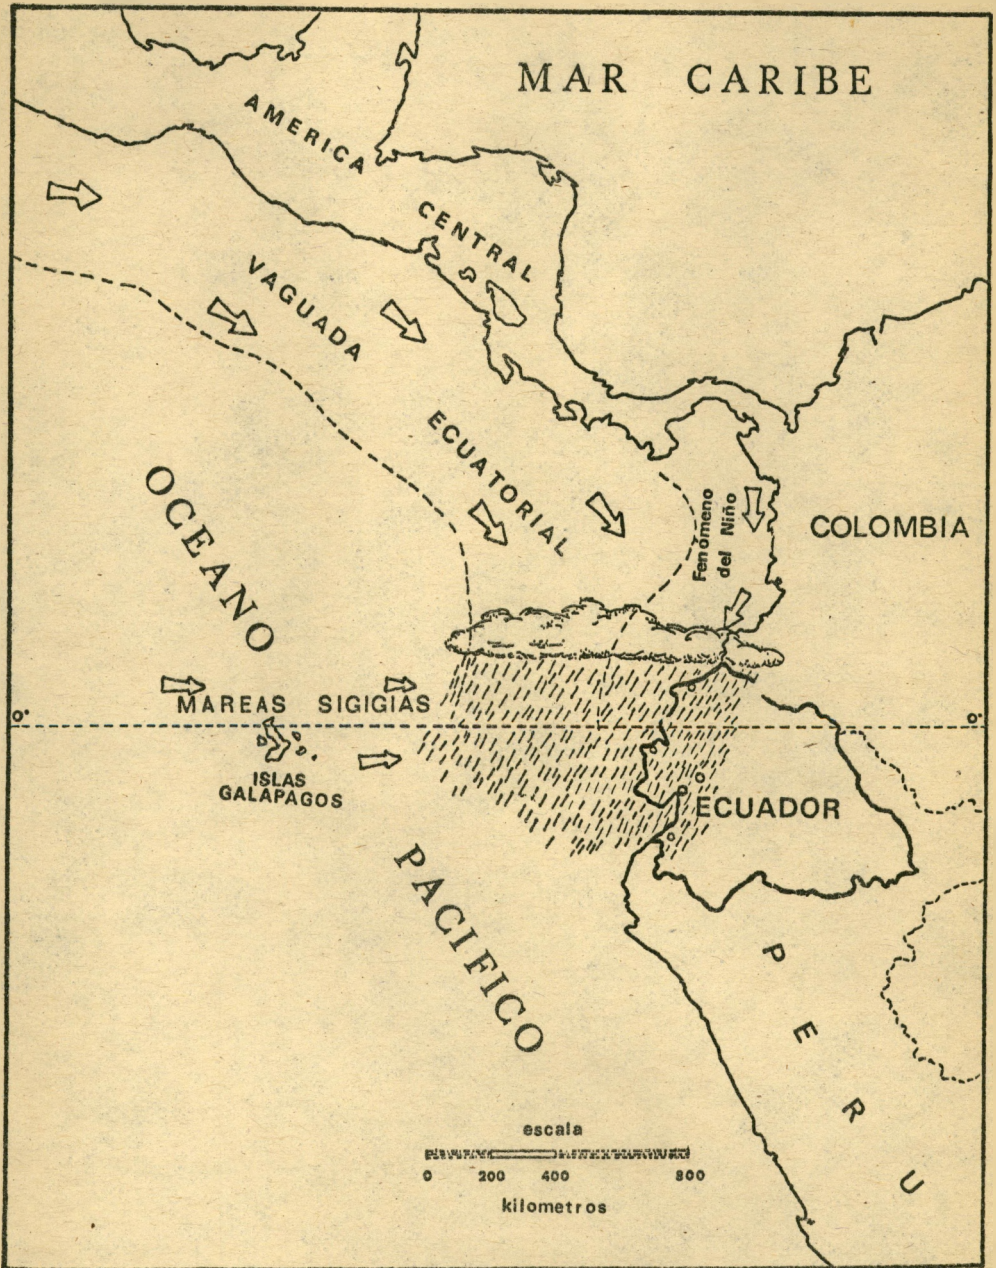 MAR CARIBE
AMERICA
CENTRAL
VAGUADA
ECUATORIAL
Fenómeno
del Niño
COLOMBIA
OCEANO
MAREAS SIGIGIAS
0°
0°
ISLAS
GALAPAGOS
ECUADOR
PACIFICO
PERU
escala
0 200 400 800
kilometros